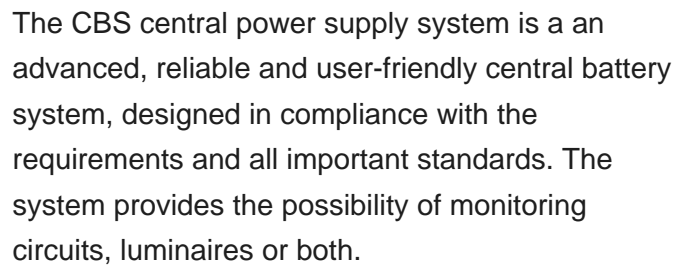 The CBS central power supply system is a an
advanced, reliable and user-friendly central battery
system, designed in compliance with the
requirements and all important standards. The
system provides the possibility of monitoring
circuits, luminaires or both.